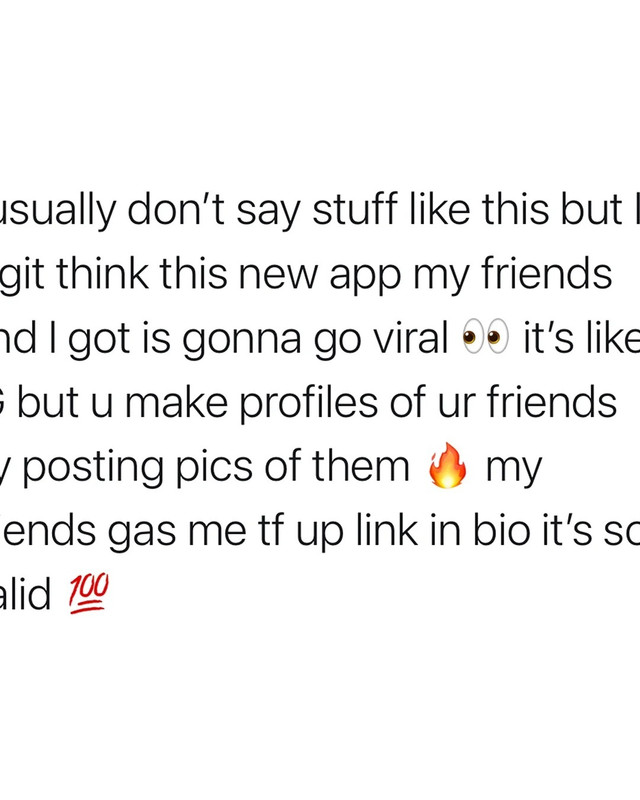 usually don't say stuff like this but I
git think this new app my friends
nd I got is gonna go viral 👀 it's like
G but u make profiles of ur friends
y posting pics of them 🔥 my
iends gas me tf up link in bio it's so
alid 💯